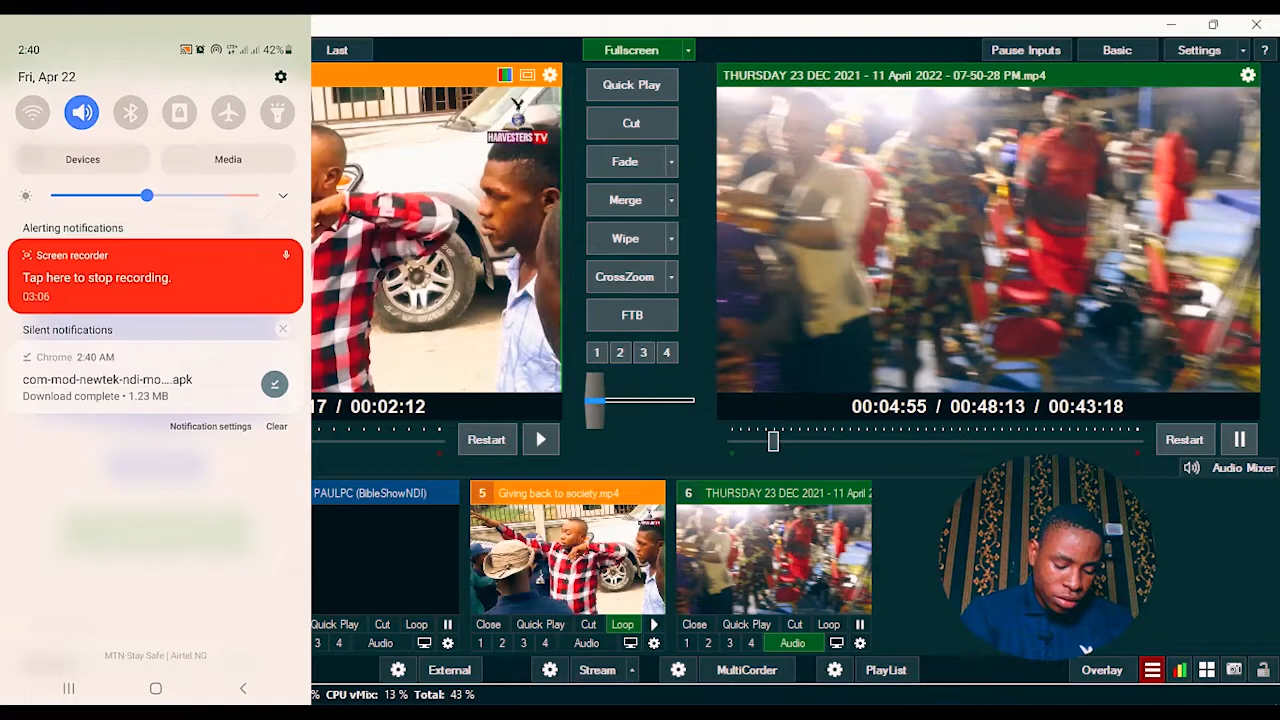 2:40
42%
Fri, Apr 22
Devices
Media
Alerting notifications
Screen recorder
Tap here to stop recording.
03:06
Silent notifications
Chrome 2:40 AM
com-mod-newtek-ndi-mo....apk
Download complete • 1.23 MB
Notification settings
Clear
MTN-Stay Safe | Airtel NG
Last
Fullscreen
Pause Inputs
Basic
Settings
?
HARVESTERS TV
17 / 00:02:12
Restart
Quick Play
Cut
Fade
Merge
Wipe
CrossZoom
FTB
1 2 3 4
THURSDAY 23 DEC 2021 - 11 April 2022 - 07-50-28 PM.mp4
00:04:55 / 00:48:13 / 00:43:18
Restart
Audio Mixer
PAULPC (BibleShowNDI)
Quick Play Cut Loop
3 4 Audio
5 Giving back to society.mp4
Close Quick Play Cut Loop
1 2 3 4 Audio
6 THURSDAY 23 DEC 2021 - 11 April 2
Close Quick Play Cut Loop
1 2 3 4 Audio
External
Stream
MultiCorder
PlayList
Overlay
% CPU vMix: 13 % Total: 43 %